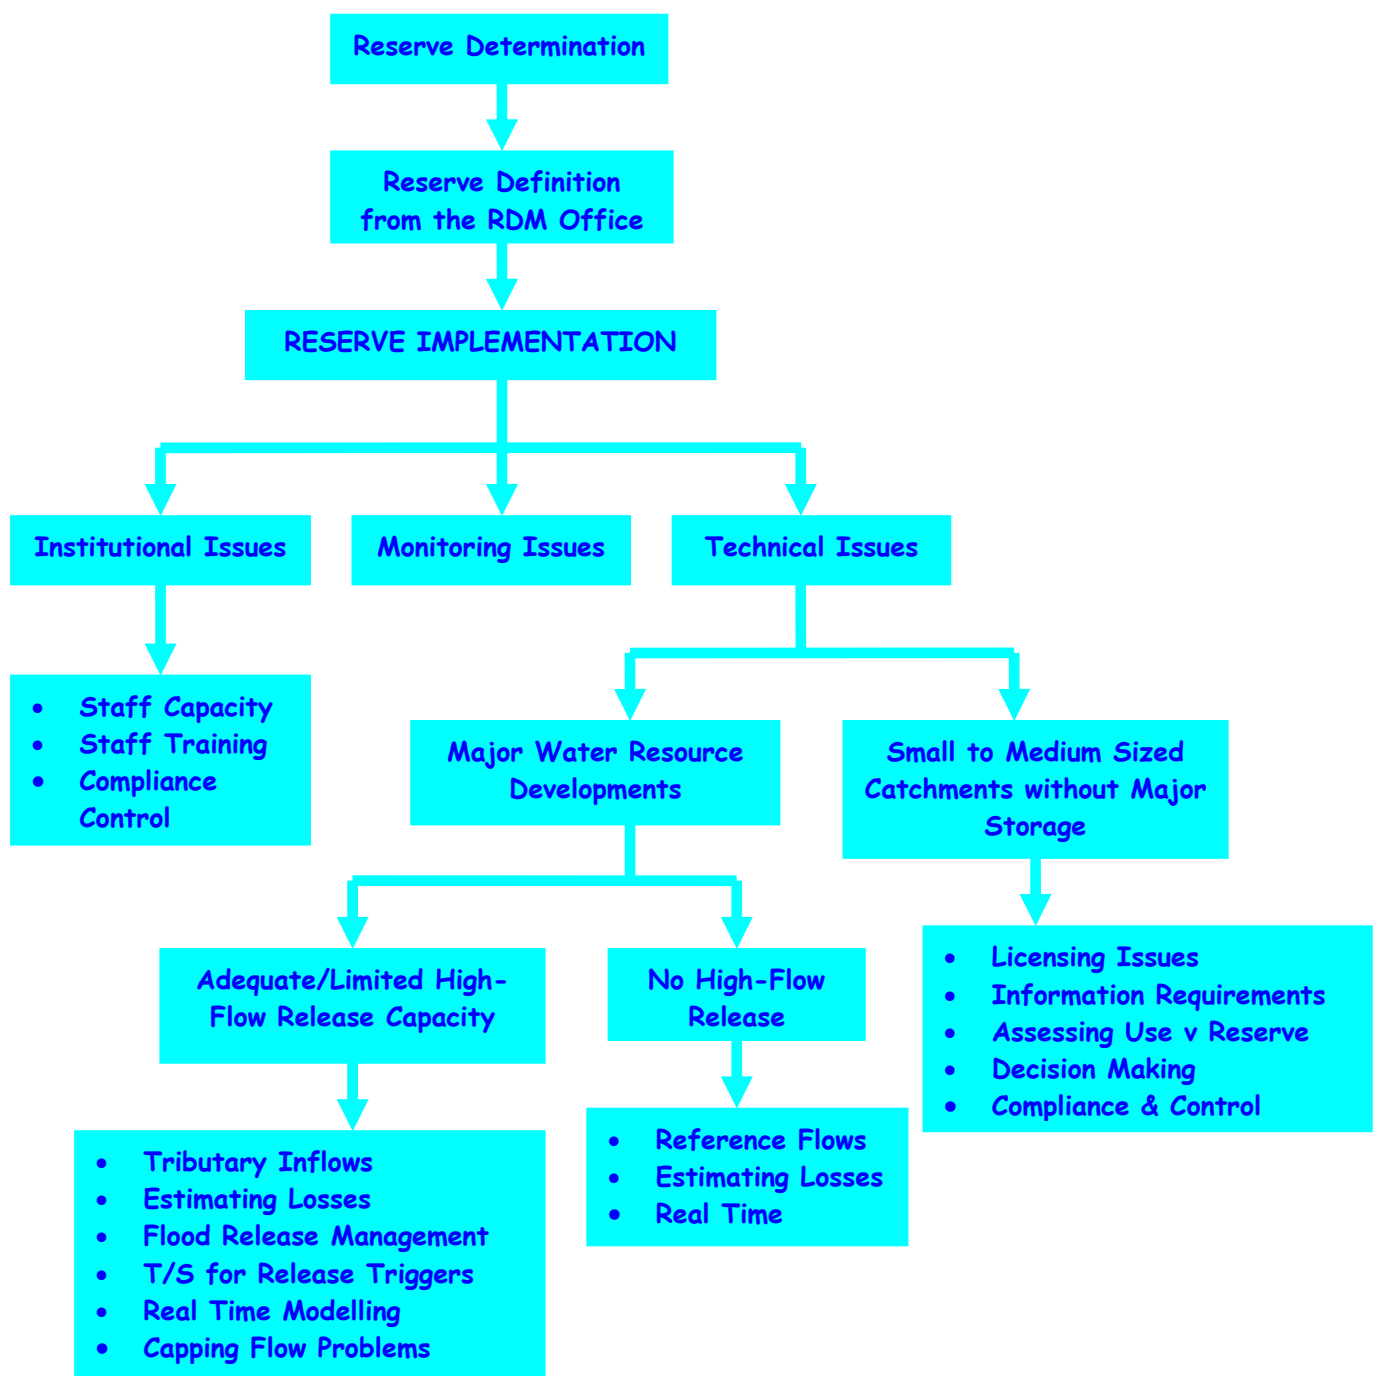 Reserve Determination
Reserve Definition
from the RDM Office
RESERVE IMPLEMENTATION
Institutional Issues
Monitoring Issues
Technical Issues
• Staff Capacity
• Staff Training
• Compliance
Control
Major Water Resource
Developments
Small to Medium Sized
Catchments without Major
Storage
Adequate/Limited High-
Flow Release Capacity
No High-Flow
Release
• Licensing Issues
• Information Requirements
• Assessing Use v Reserve
• Decision Making
• Compliance & Control
• Tributary Inflows
• Estimating Losses
• Flood Release Management
• T/S for Release Triggers
• Real Time Modelling
• Capping Flow Problems
• Reference Flows
• Estimating Losses
• Real Time